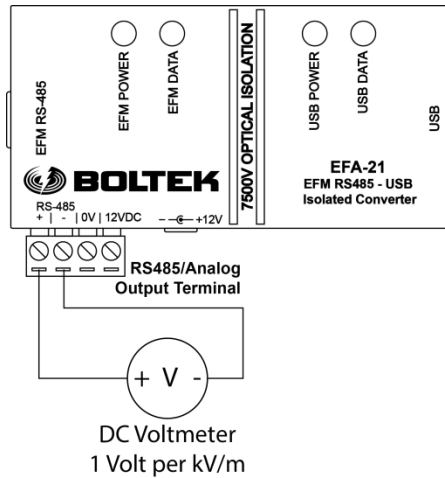 EFM RS-485
EFM POWER
EFM DATA
7500V OPTICAL ISOLATION
USB POWER
USB DATA
USB
BOLTEK
EFA-21
EFM RS485 - USB
Isolated Converter
RS-485
+ | - |0V| 12VDC
- +12V
RS485/Analog
Output Terminal
+ V -
DC Voltmeter
1 Volt per kV/m